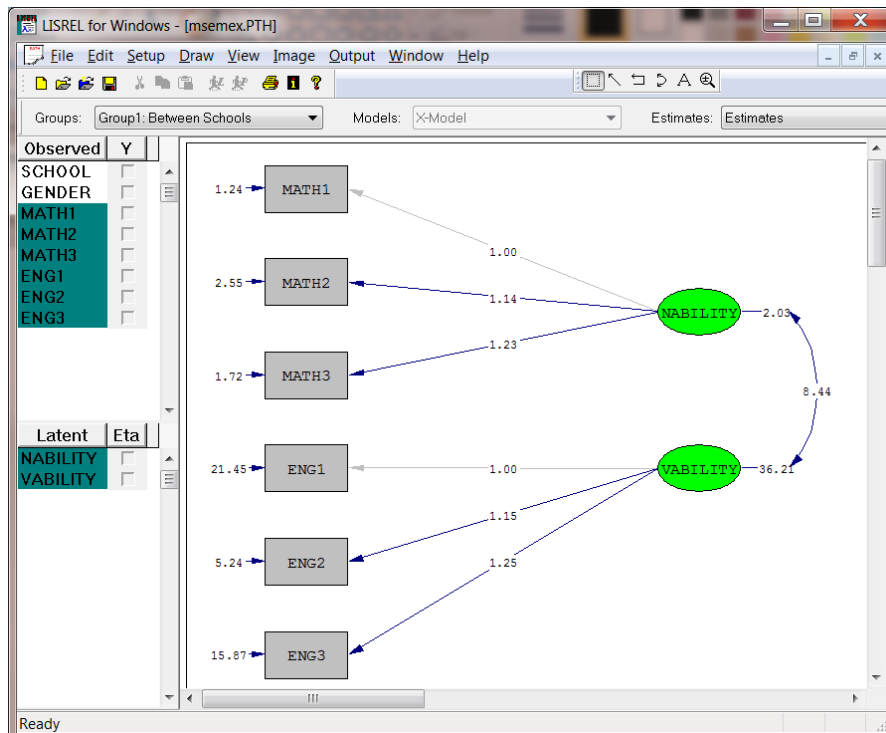 LISREL for Windows - [msemex.PTH]
File Edit Setup Draw View Image Output Window Help
Groups: Group1: Between Schools Models: X-Model Estimates: Estimates
Observed Y
SCHOOL
GENDER
MATH1
MATH2
MATH3
ENG1
ENG2
ENG3
Latent Eta
NABILITY
VABILITY
1.24 MATH1
1.00
2.55 MATH2
1.14
NABILITY 2.03
1.23
1.72 MATH3
8.44
21.45 ENG1
1.00
VABILITY 36.21
1.15
5.24 ENG2
1.25
15.87 ENG3
Ready